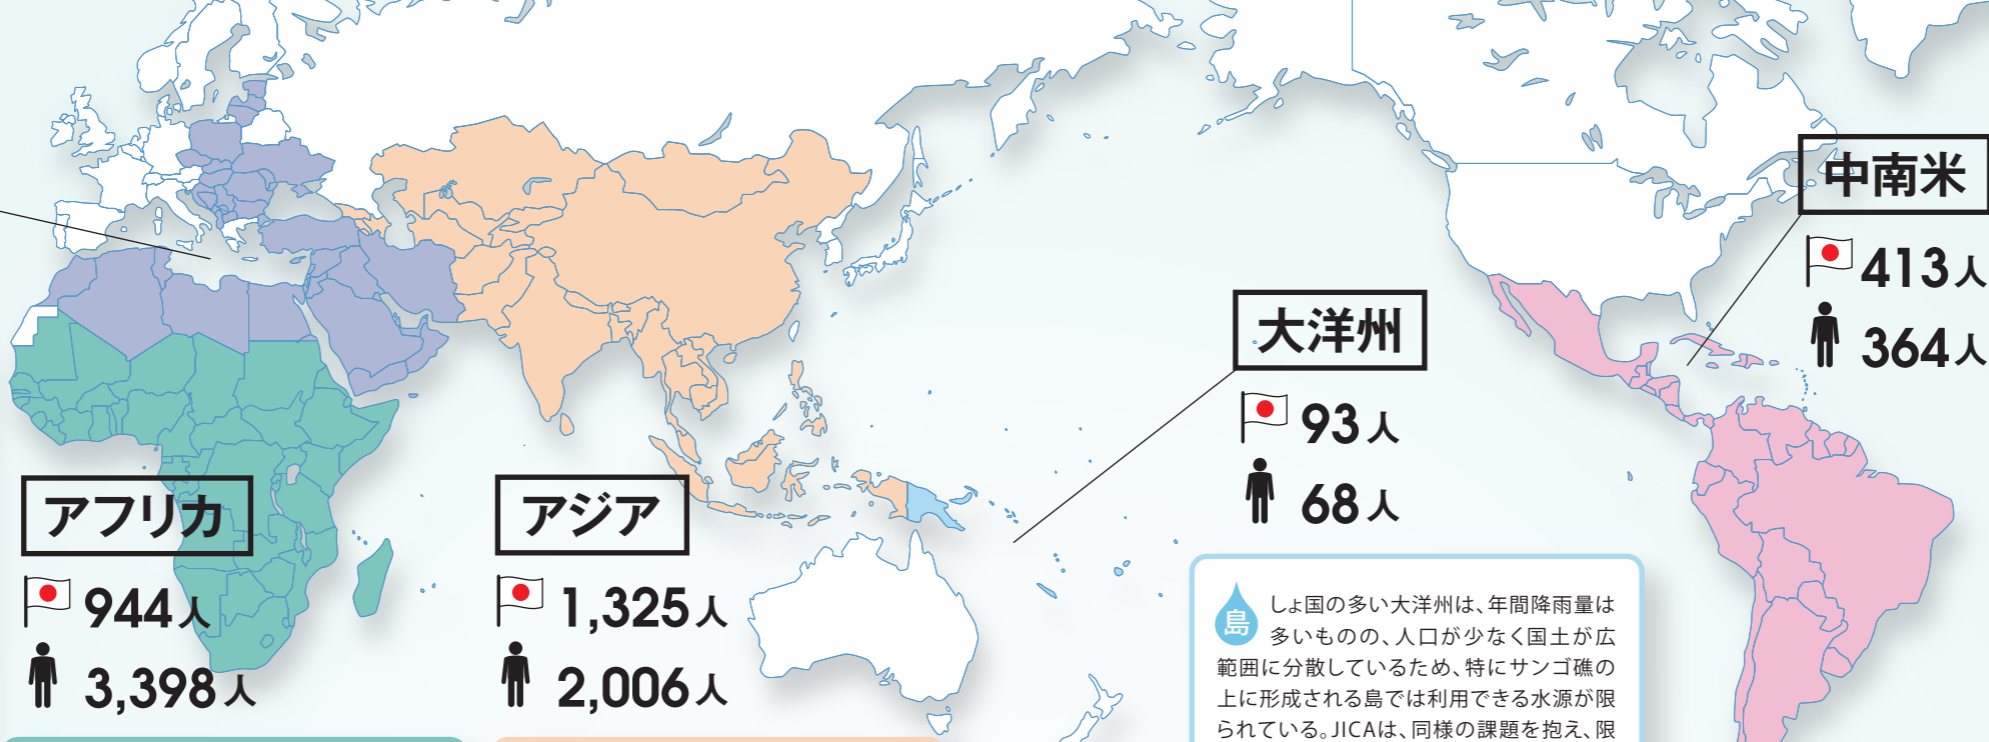 中南米
413人
364人
大洋州
93人
68人
アフリカ
944人
3,398人
アジア
1,325人
2,006人
島しょ国の多い大洋州は、年間降雨量は
多いものの、人口が少なく国土が広
範囲に分散しているため、特にサンゴ礁の
上に形成される島では利用できる水源が限
られている。JICAは、同様の課題を抱え、限